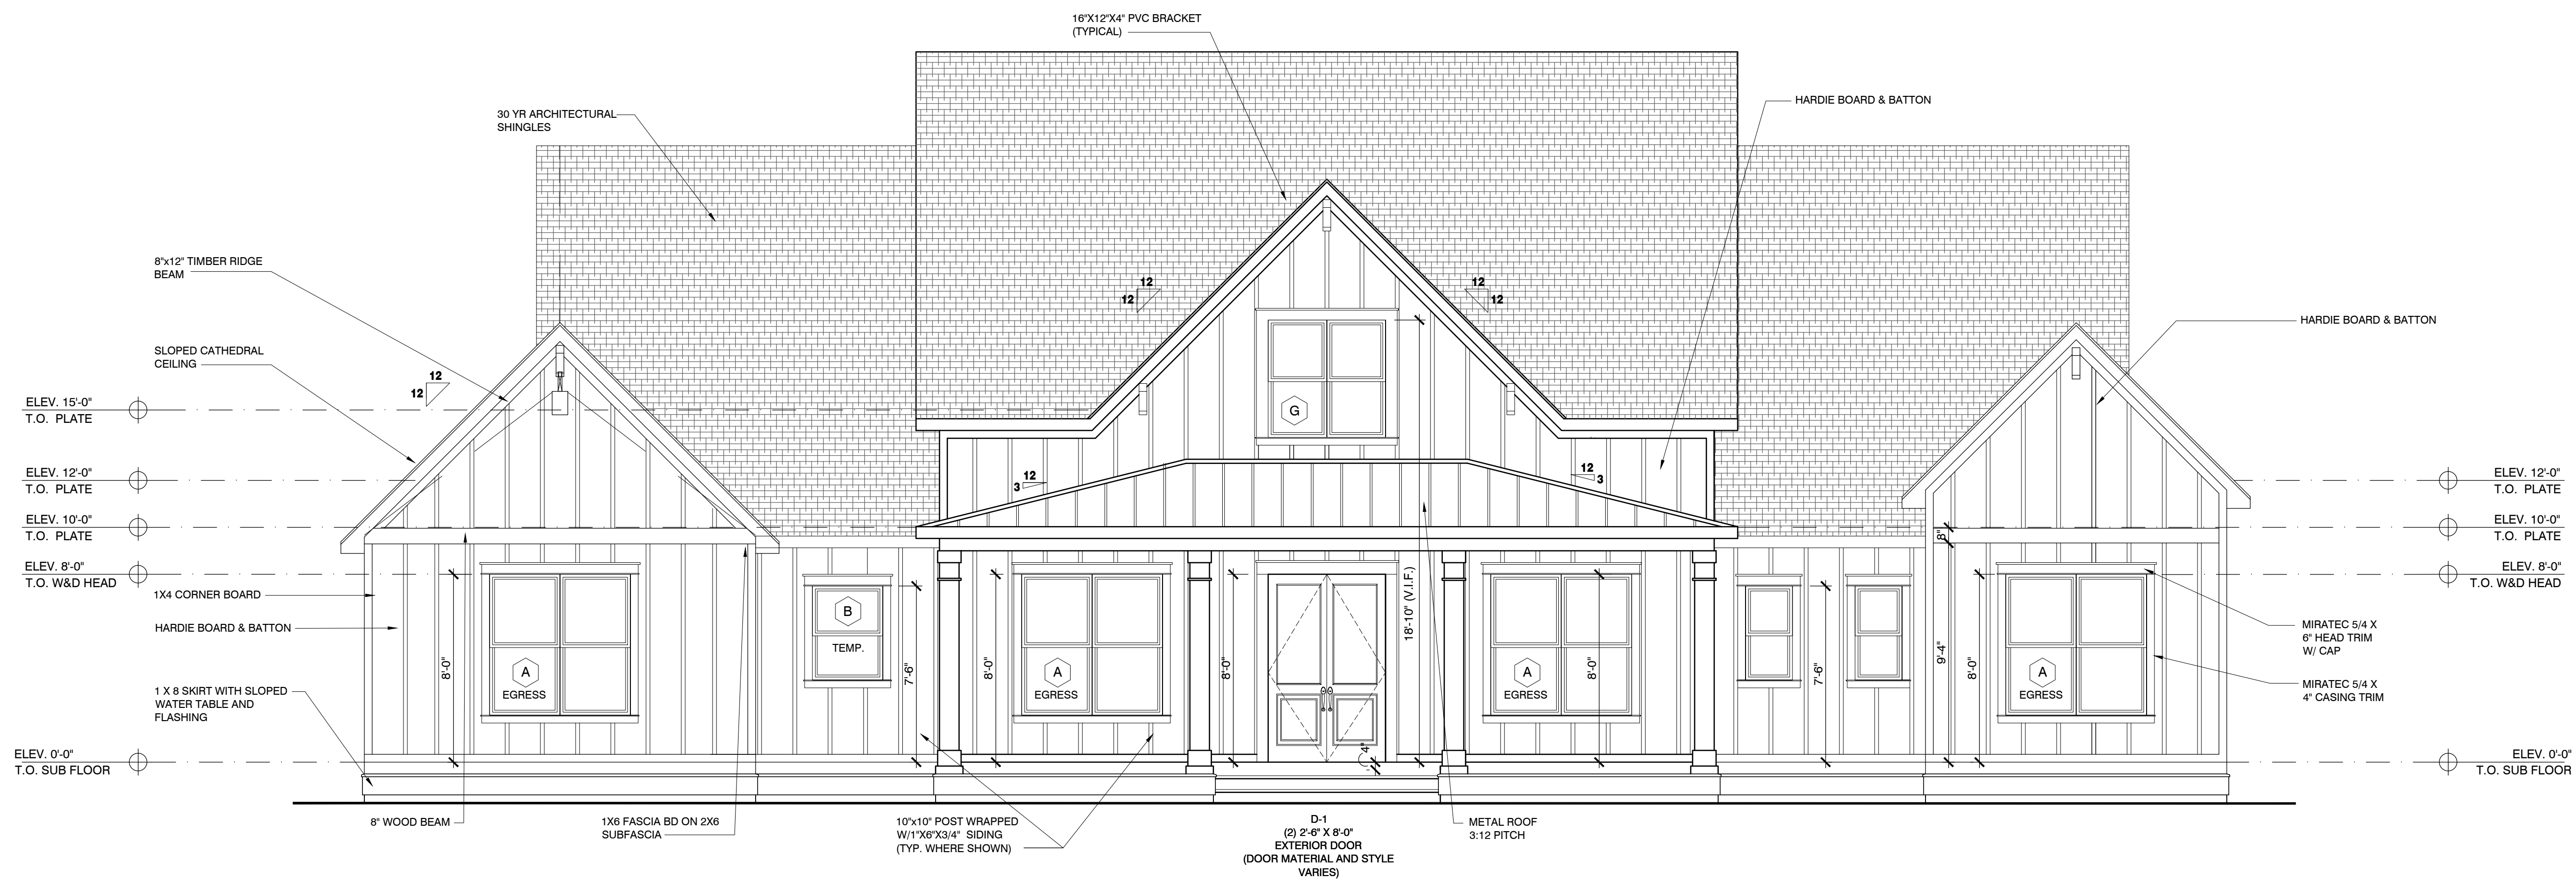 16"X12"X4" PVC BRACKET
(TYPICAL)
HARDIE BOARD & BATTON
30 YR ARCHITECTURAL
SHINGLES
8"x12" TIMBER RIDGE
BEAM
12
12
12
12
HARDIE BOARD & BATTON
SLOPED CATHEDRAL
CEILING
12
12
ELEV. 15'-0"
T.O. PLATE
G
ELEV. 12'-0"
T.O. PLATE
12
3
12
3
ELEV. 12'-0"
T.O. PLATE
ELEV. 10'-0"
T.O. PLATE
8"
ELEV. 10'-0"
T.O. PLATE
ELEV. 8'-0"
T.O. W&D HEAD
ELEV. 8'-0"
T.O. W&D HEAD
1X4 CORNER BOARD
HARDIE BOARD & BATTON
B
TEMP.
18'-10" (V.I.F.)
MIRATEC 5/4 X
6" HEAD TRIM
W/ CAP
8'-0"
A
EGRESS
7'-6"
8'-0"
A
EGRESS
8'-0"
A
EGRESS
8'-0"
7'-6"
9'-4"
8'-0"
A
EGRESS
MIRATEC 5/4 X
4" CASING TRIM
1 X 8 SKIRT WITH SLOPED
WATER TABLE AND
FLASHING
4"
ELEV. 0'-0"
T.O. SUB FLOOR
ELEV. 0'-0"
T.O. SUB FLOOR
8" WOOD BEAM
1X6 FASCIA BD ON 2X6
SUBFASCIA
10"x10" POST WRAPPED
W/1"X6"X3/4" SIDING
(TYP. WHERE SHOWN)
D-1
(2) 2'-6" X 8'-0"
EXTERIOR DOOR
(DOOR MATERIAL AND STYLE
VARIES)
METAL ROOF
3:12 PITCH